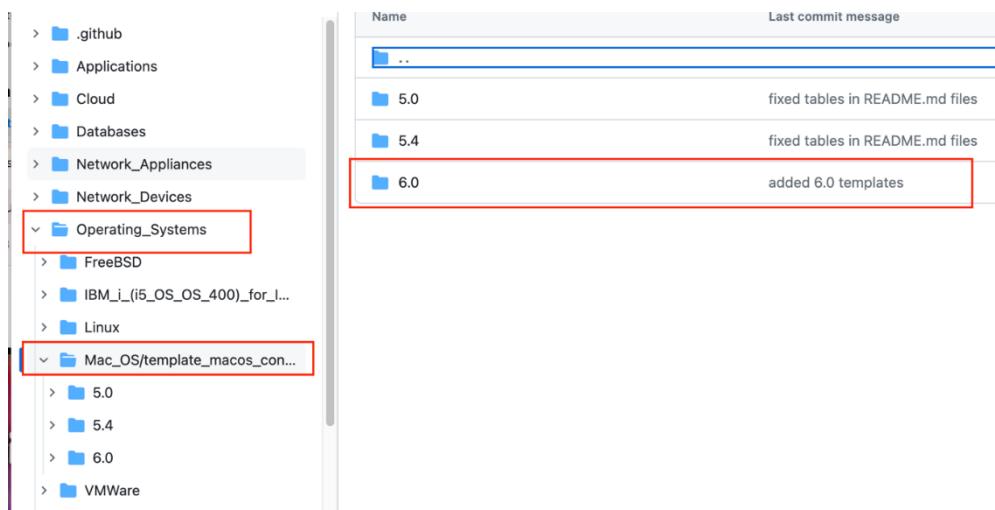 .github
Applications
Cloud
Databases
Network_Appliances
Network_Devices
Operating_Systems
FreeBSD
IBM_i_(i5_OS_OS_400)_for_I...
Linux
Mac_OS/template_macos_con...
5.0
5.4
6.0
VMWare
Name Last commit message
..
5.0 fixed tables in README.md files
5.4 fixed tables in README.md files
6.0 added 6.0 templates